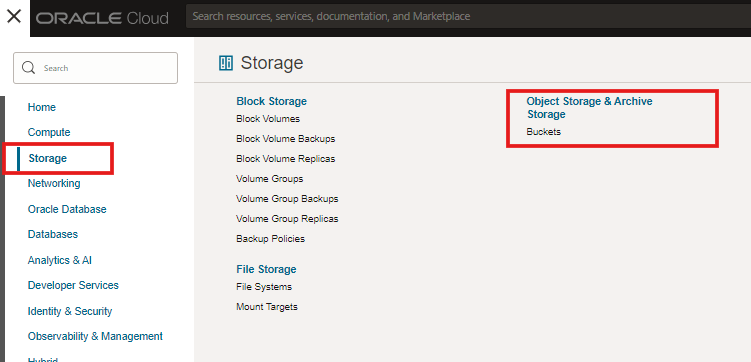 ORACLE Cloud
Search resources, services, documentation, and Marketplace
Search
Home
Compute
Storage
Networking
Oracle Database
Databases
Analytics & AI
Developer Services
Identity & Security
Observability & Management
Hybrid
Storage
Block Storage
Block Volumes
Block Volume Backups
Block Volume Replicas
Volume Groups
Volume Group Backups
Volume Group Replicas
Backup Policies
File Storage
File Systems
Mount Targets
Object Storage & Archive
Storage
Buckets